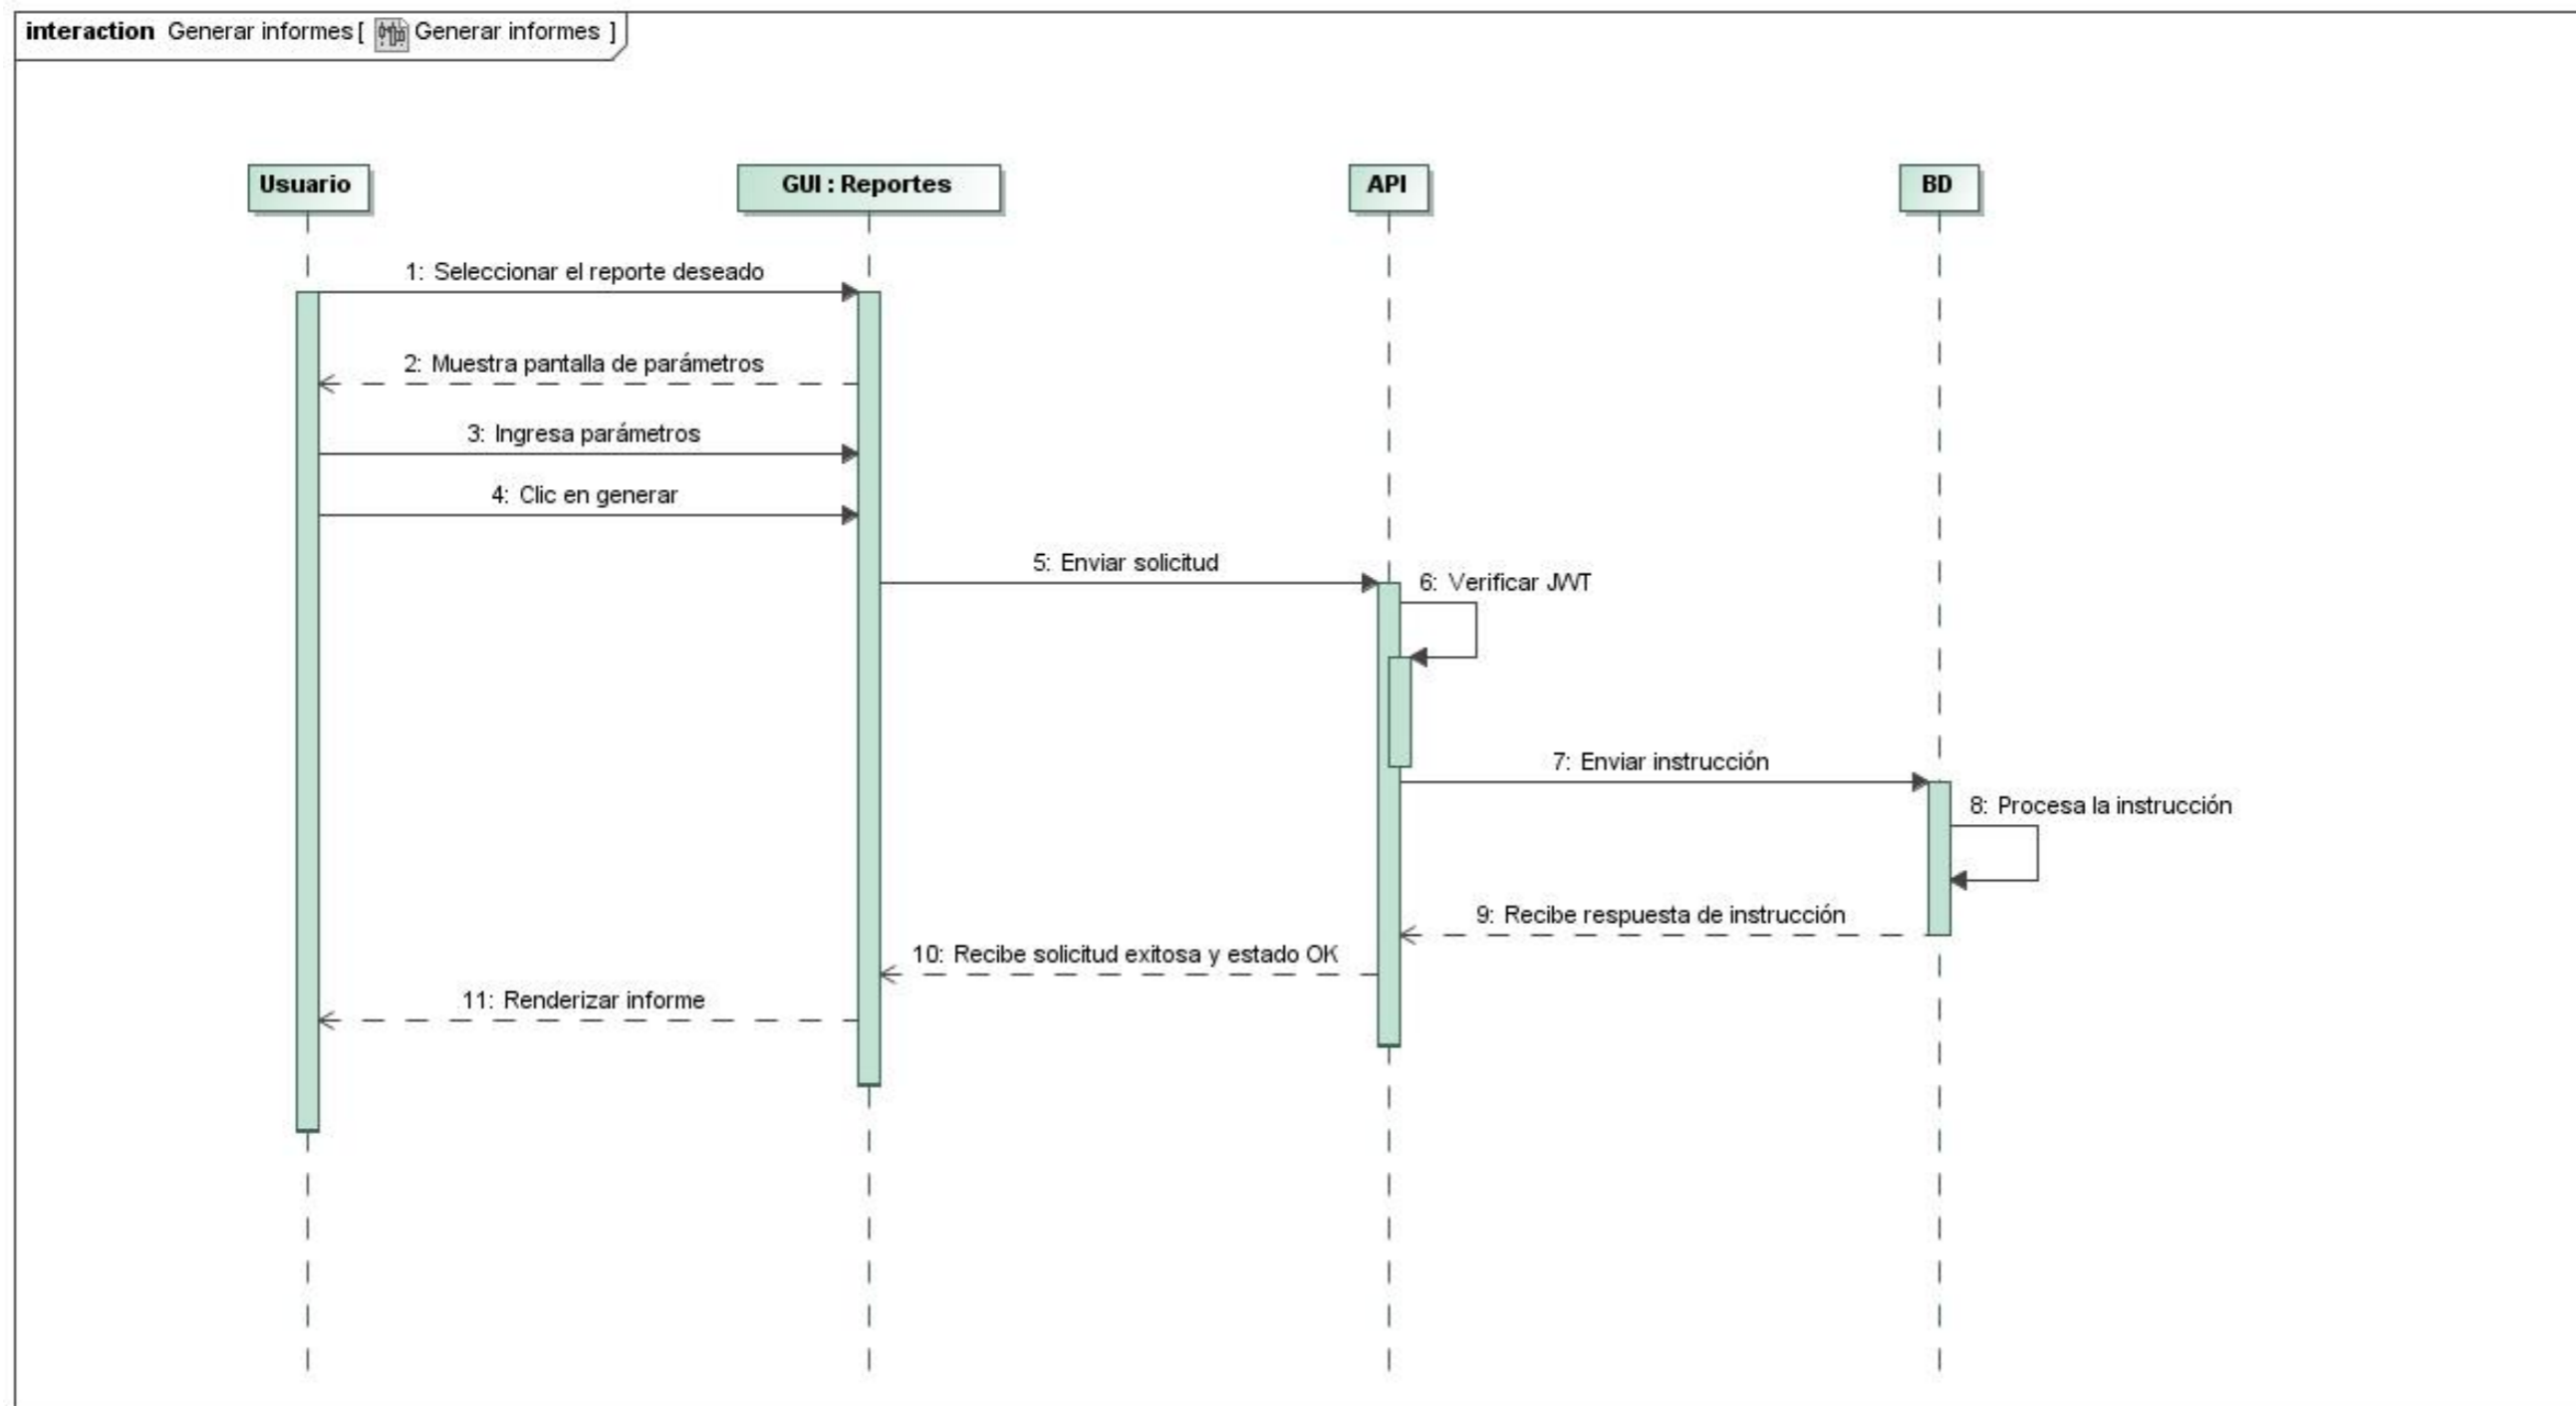 interaction Generar informes [ Generar informes ]
Usuario
GUI : Reportes
API
BD
1: Seleccionar el reporte deseado
2: Muestra pantalla de parámetros
3: Ingresa parámetros
4: Clic en generar
5: Enviar solicitud
6: Verificar JWT
7: Enviar instrucción
8: Procesa la instrucción
9: Recibe respuesta de instrucción
10: Recibe solicitud exitosa y estado OK
11: Renderizar informe